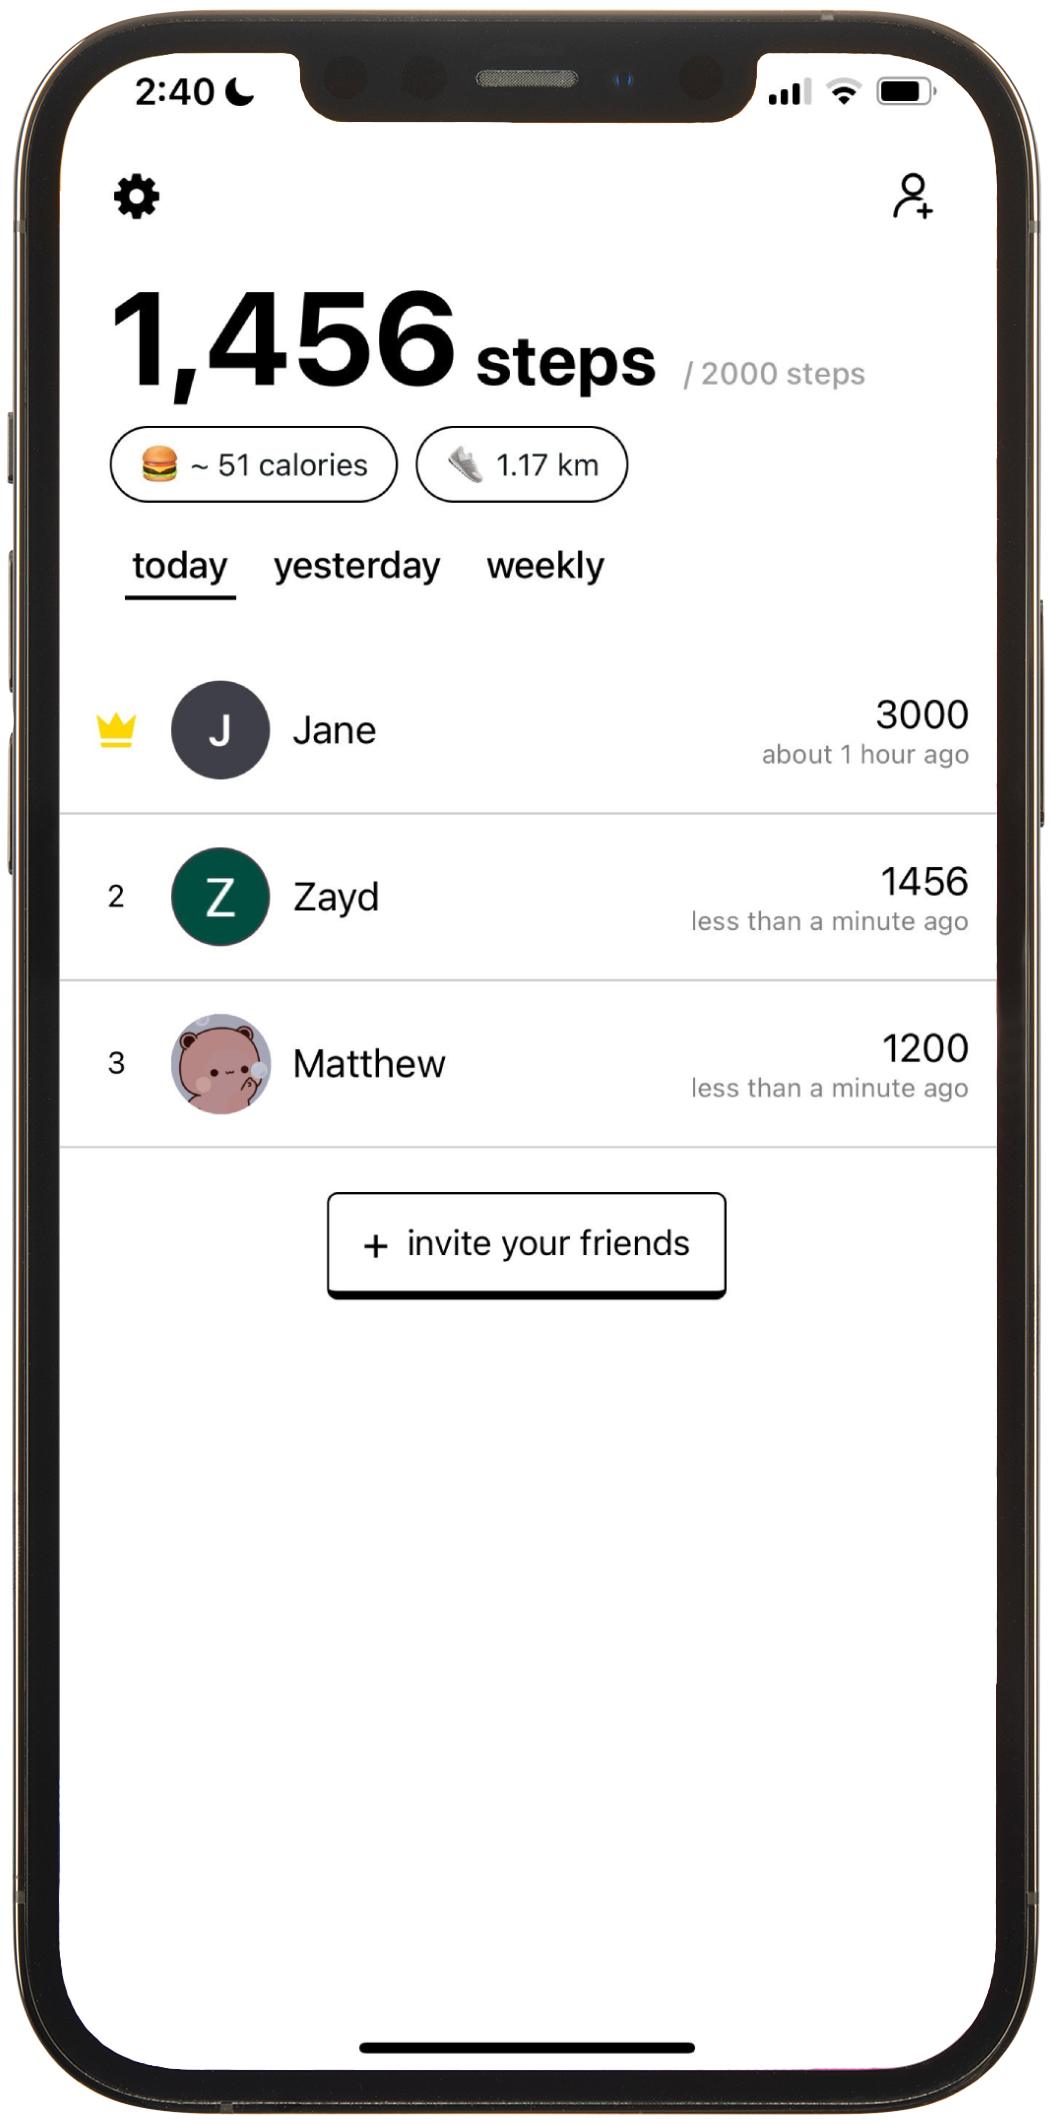 2:40
1,456 steps / 2000 steps
~ 51 calories 1.17 km
today yesterday weekly
J Jane 3000
about 1 hour ago
2 Z Zayd 1456
less than a minute ago
3 Matthew 1200
less than a minute ago
+ invite your friends